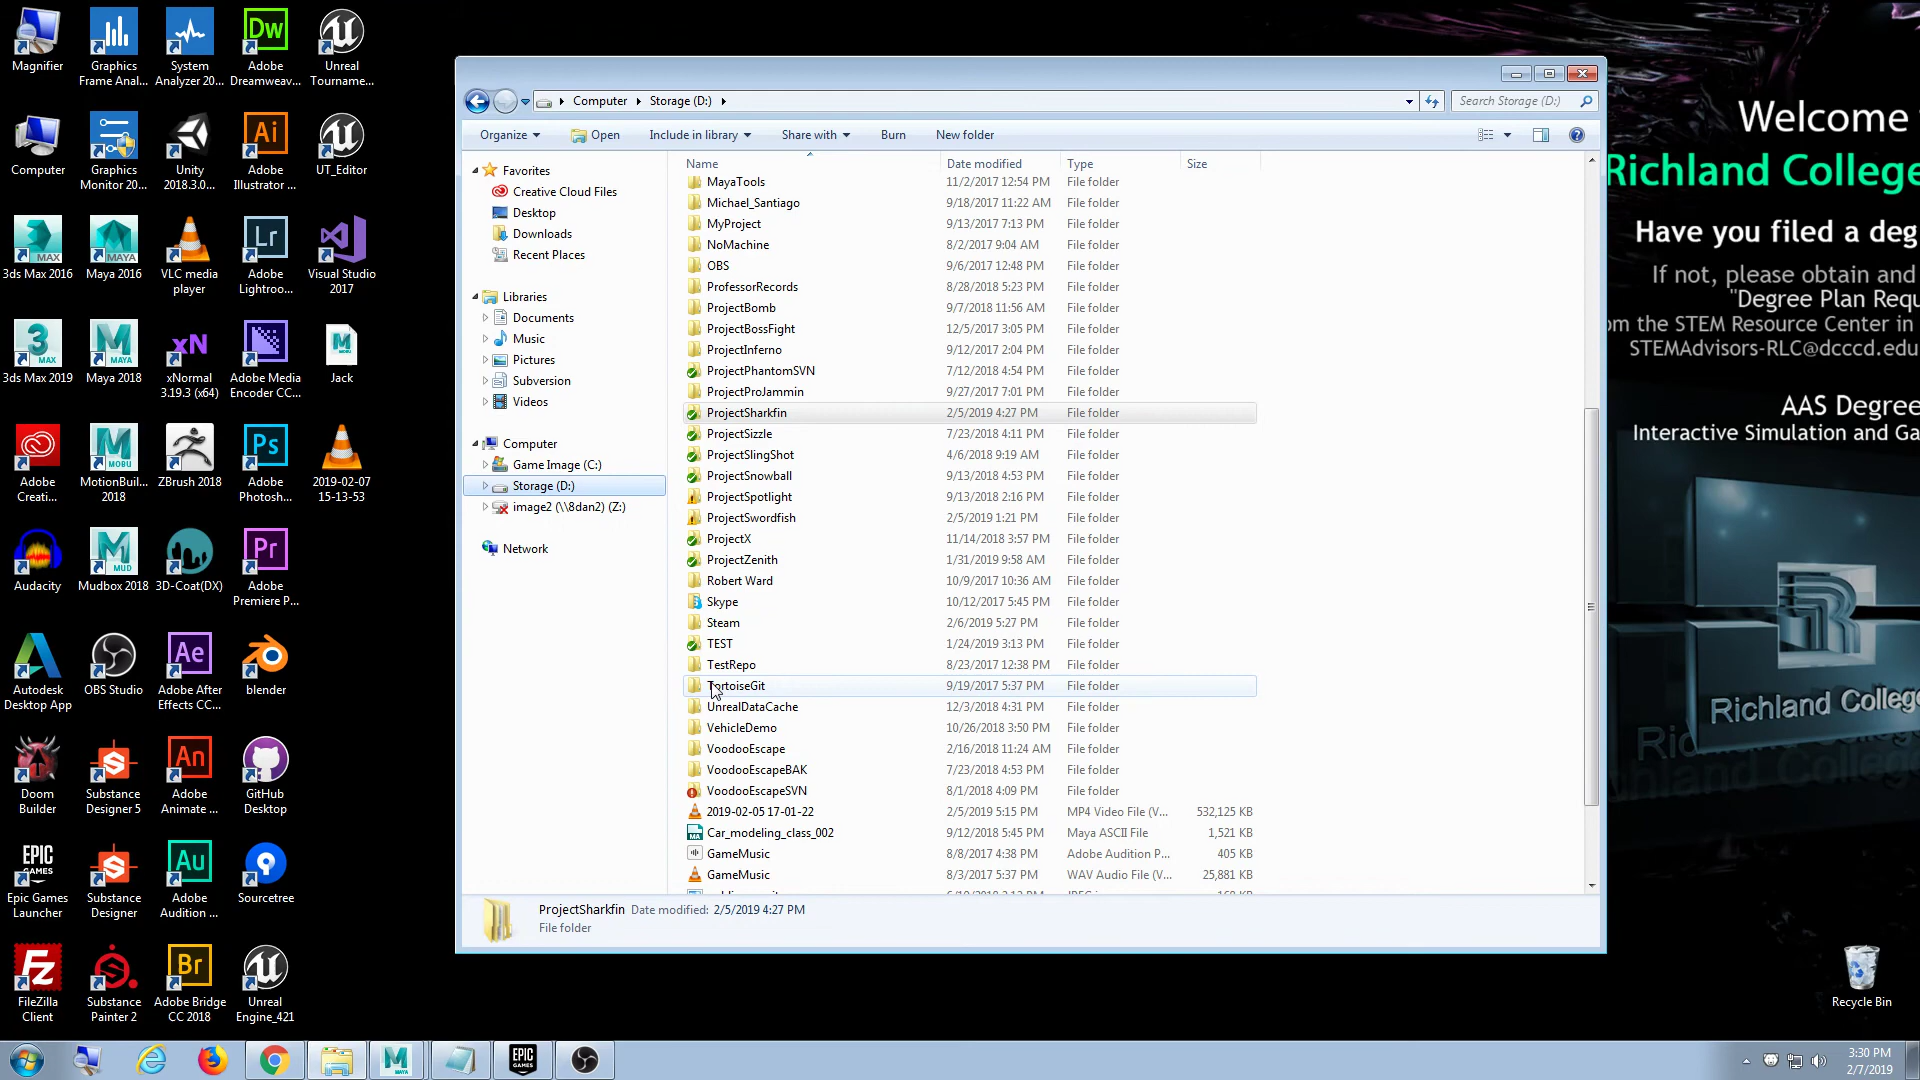 Magnifier
Graphics
Frame Anal...
System
Analyzer 20...
Dw
Adobe
Dreamweav...
Unreal
Tourname...
Computer
Graphics
Monitor 20...
Unity
2018.3.0...
Ai
Adobe
Illustrator ...
UT_Editor
3ds Max 2016
MAYA
Maya 2016
VLC media
player
Lr
Adobe
Lightroo...
Visual Studio
2017
3
MAX
3ds Max 2019
M
MAYA
Maya 2018
xN
xNormal
3.19.3 (x64)
Adobe Media
Encoder CC...
M
MOBU
Jack
Adobe
Creati...
M
MOBU
MotionBuil...
2018
ZBrush 2018
Ps
Adobe
Photosh...
2019-02-07
15-13-53
Audacity
M
MUD
Mudbox 2018
3D-Coat(DX)
Pr
Adobe
Premiere P...
Autodesk
Desktop App
OBS Studio
Ae
Adobe After
Effects CC...
blender
Doom
Builder
Substance
Designer 5
An
Adobe
Animate ...
GitHub
Desktop
EPIC
GAMES
Epic Games
Launcher
Substance
Designer
Au
Adobe
Audition ...
Sourcetree
Fz
FileZilla
Client
Substance
Painter 2
Br
Adobe Bridge
CC 2018
Unreal
Engine_421
Computer
Storage (D:)
Search Storage (D:)
Organize
Open
Include in library
Share with
Burn
New folder
Favorites
Creative Cloud Files
Desktop
Downloads
Recent Places
Libraries
Documents
Music
Pictures
Subversion
Videos
Computer
Game Image (C:)
Storage (D:)
image2 (\\8dan2) (Z:)
Network
Name Date modified Type Size
MayaTools 11/2/2017 12:54 PM File folder
Michael_Santiago 9/18/2017 11:22 AM File folder
MyProject 9/13/2017 7:13 PM File folder
NoMachine 8/2/2017 9:04 AM File folder
OBS 9/6/2017 12:48 PM File folder
ProfessorRecords 8/28/2018 5:23 PM File folder
ProjectBomb 9/7/2018 11:56 AM File folder
ProjectBossFight 12/5/2017 3:05 PM File folder
ProjectInferno 9/12/2017 2:04 PM File folder
ProjectPhantomSVN 7/12/2018 4:54 PM File folder
ProjectProJammin 9/27/2017 7:01 PM File folder
ProjectSharkfin 2/5/2019 4:27 PM File folder
ProjectSizzle 7/23/2018 4:11 PM File folder
ProjectSlingShot 4/6/2018 9:19 AM File folder
ProjectSnowball 9/13/2018 4:53 PM File folder
ProjectSpotlight 9/13/2018 2:16 PM File folder
ProjectSwordfish 2/5/2019 1:21 PM File folder
ProjectX 11/14/2018 3:57 PM File folder
ProjectZenith 1/31/2019 9:58 AM File folder
Robert Ward 10/9/2017 10:36 AM File folder
Skype 10/12/2017 5:45 PM File folder
Steam 2/6/2019 5:27 PM File folder
TEST 1/24/2019 3:13 PM File folder
TestRepo 8/23/2017 12:38 PM File folder
TortoiseGit 9/19/2017 5:37 PM File folder
UnrealDataCache 12/3/2018 4:31 PM File folder
VehicleDemo 10/26/2018 3:50 PM File folder
VoodooEscape 2/16/2018 11:24 AM File folder
VoodooEscapeBAK 7/23/2018 4:53 PM File folder
VoodooEscapeSVN 8/1/2018 4:09 PM File folder
2019-02-05 17-01-22 2/5/2019 5:15 PM MP4 Video File (V... 532,125 KB
Car_modeling_class_002 9/12/2018 5:45 PM Maya ASCII File 1,521 KB
GameMusic 8/8/2017 4:38 PM Adobe Audition P... 405 KB
GameMusic 8/3/2017 5:37 PM WAV Audio File (V... 25,881 KB
ProjectSharkfin Date modified: 2/5/2019 4:27 PM
File folder
Welcome
Richland College
Have you filed a deg
If not, please obtain and
"Degree Plan Requ
om the STEM Resource Center in
STEMAdvisors-RLC@dcccd.edu
AAS Degree
Interactive Simulation and Ga
Richland College
Richland College
Recycle Bin
M
MAYA
EPIC
GAMES
3:30 PM
2/7/2019